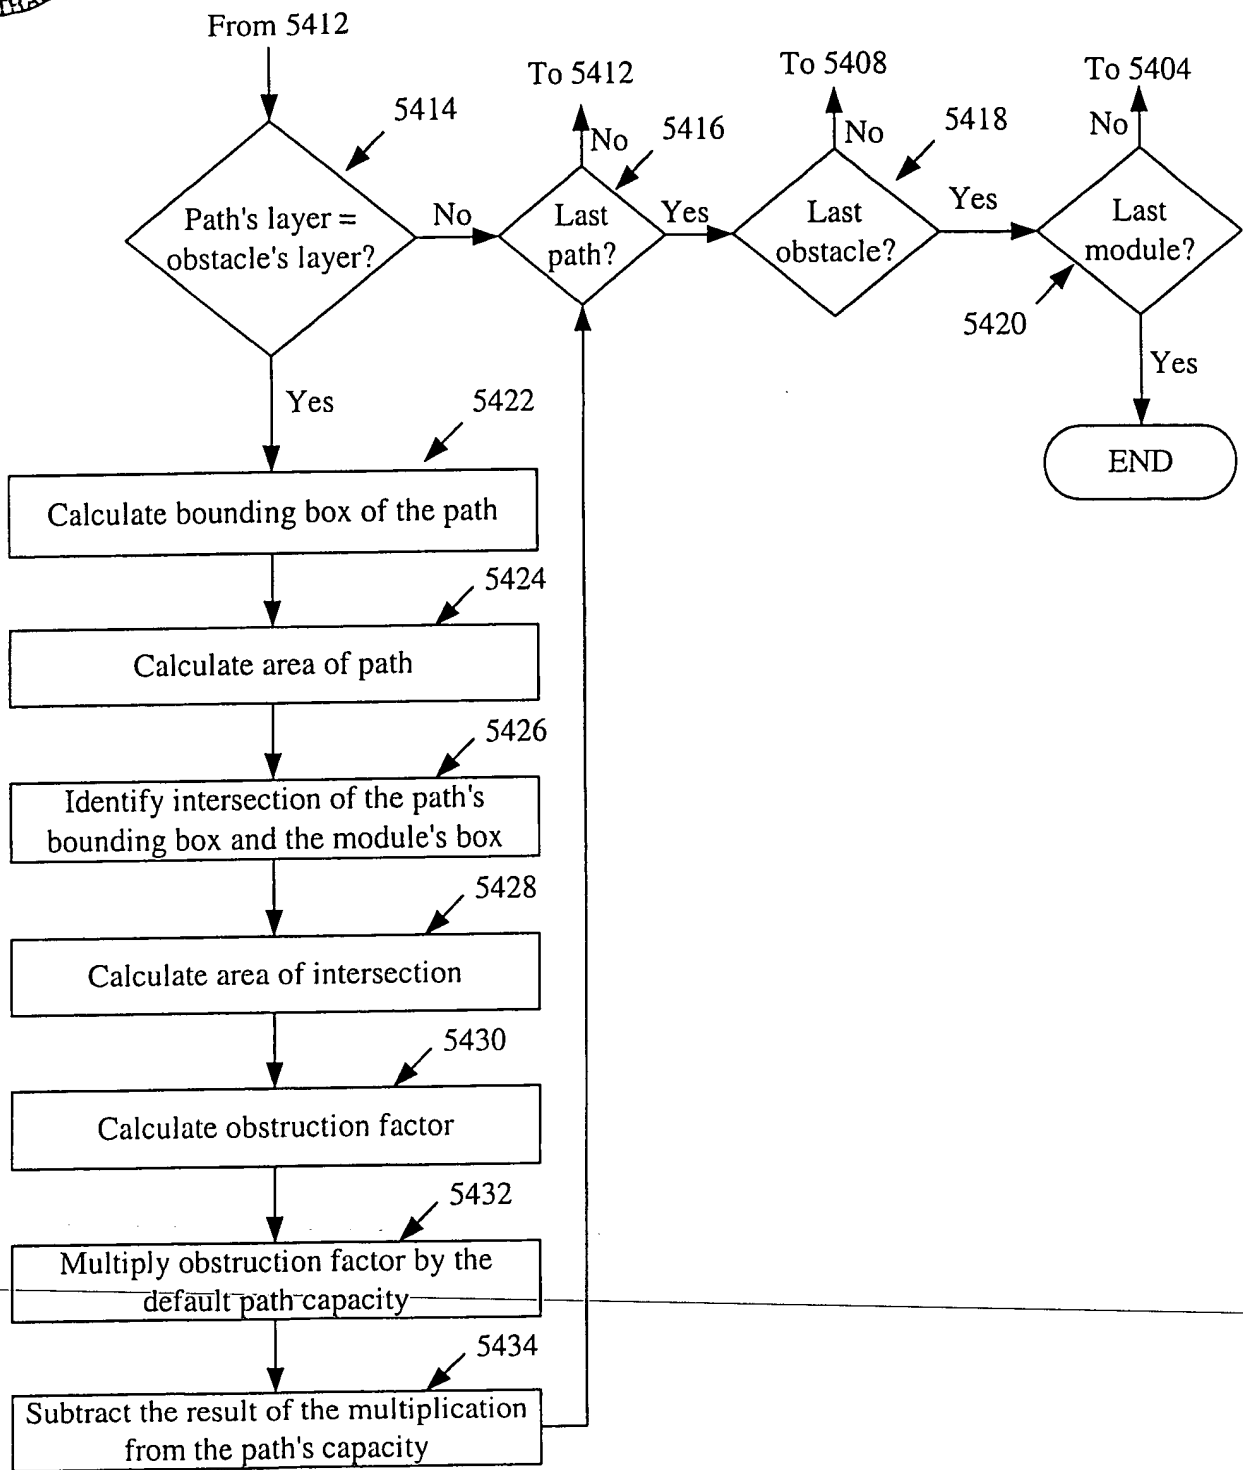 From 5412
To 5412
To 5408
To 5404
5414
No
5416
No
5418
No
Path's layer =
obstacle's layer?
No
Last
path?
Yes
Last
obstacle?
Yes
Last
module?
5420
Yes
Yes
END
5422
Calculate bounding box of the path
5424
Calculate area of path
5426
Identify intersection of the path's
bounding box and the module's box
5428
Calculate area of intersection
5430
Calculate obstruction factor
5432
Multiply obstruction factor by the
default path capacity
5434
Subtract the result of the multiplication
from the path's capacity